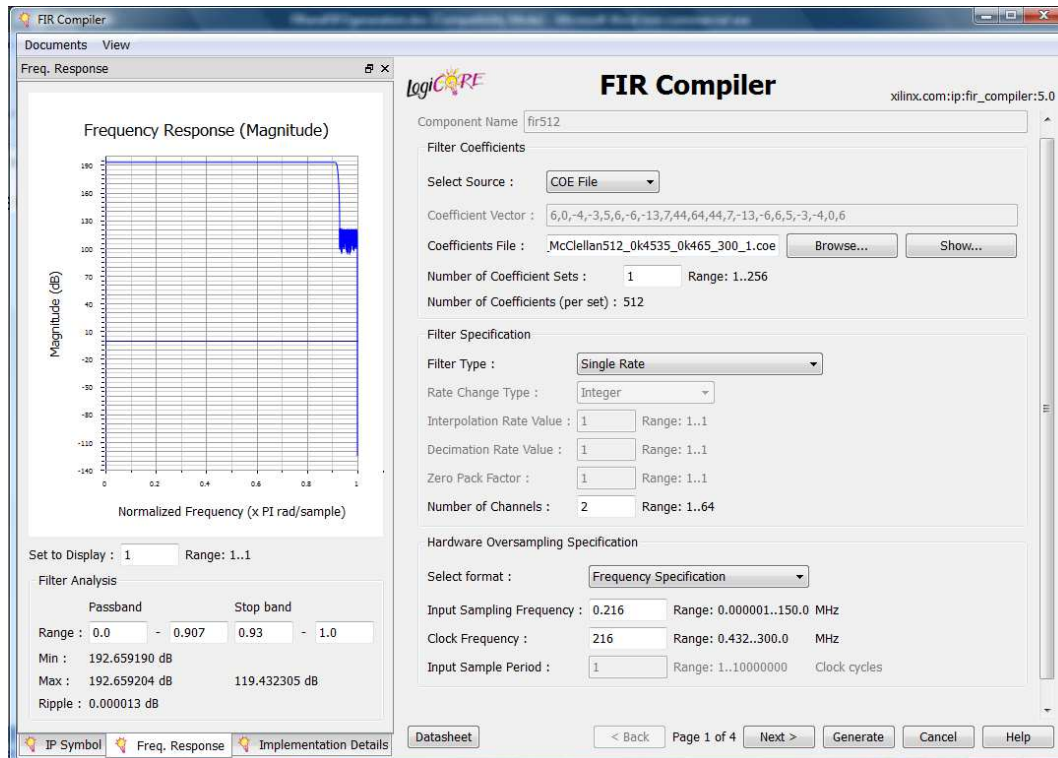 FIR Compiler
Documents View
Freq. Response
Frequency Response (Magnitude)
190
160
130
100
70
40
10
-20
-50
-80
-110
-140
Magnitude (dB)
0 0.2 0.4 0.6 0.8 1
Normalized Frequency (x PI rad/sample)
Set to Display : 1 Range: 1..1
Filter Analysis
Passband Stop band
Range : 0.0 - 0.907 0.93 - 1.0
Min : 192.659190 dB
Max : 192.659204 dB 119.432305 dB
Ripple : 0.000013 dB
IP Symbol Freq. Response Implementation Details
LogiCORE
FIR Compiler
xilinx.com:ip:fir_compiler:5.0
Component Name fir512
Filter Coefficients
Select Source : COE File
Coefficient Vector : 6,0,-4,-3,5,6,-6,-13,7,44,64,44,7,-13,-6,6,5,-3,-4,0,6
Coefficients File : _McClellan512_0k4535_0k465_300_1.coe Browse... Show...
Number of Coefficient Sets : 1 Range: 1..256
Number of Coefficients (per set) : 512
Filter Specification
Filter Type : Single Rate
Rate Change Type : Integer
Interpolation Rate Value : 1 Range: 1..1
Decimation Rate Value : 1 Range: 1..1
Zero Pack Factor : 1 Range: 1..1
Number of Channels : 2 Range: 1..64
Hardware Oversampling Specification
Select format : Frequency Specification
Input Sampling Frequency : 0.216 Range: 0.000001..150.0 MHz
Clock Frequency : 216 Range: 0.432..300.0 MHz
Input Sample Period : 1 Range: 1..10000000 Clock cycles
Datasheet < Back Page 1 of 4 Next > Generate Cancel Help